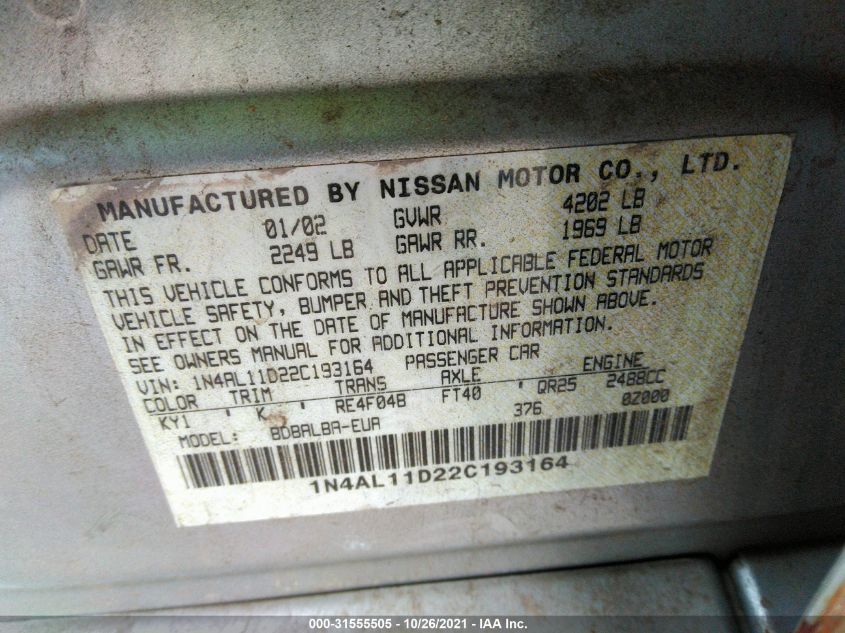 MANUFACTURED BY NISSAN MOTOR CO., LTD.
DATE 01/02 GVWR 4202 LB
GAWR FR. 2249 LB GAWR RR. 1969 LB
THIS VEHICLE CONFORMS TO ALL APPLICABLE FEDERAL MOTOR
VEHICLE SAFETY, BUMPER AND THEFT PREVENTION STANDARDS
IN EFFECT ON THE DATE OF MANUFACTURE SHOWN ABOVE.
SEE OWNERS MANUAL FOR ADDITIONAL INFORMATION.
VIN: 1N4AL11D22C193164 PASSENGER CAR
COLOR TRIM TRANS AXLE ENGINE
KY1 ' K ' RE4F04B FT40 ' QR25 2488CC
MODEL: BDBALBA-EUA 376 0Z000
1N4AL11D22C193164
000-31555505 - 10/26/2021 - IAA Inc.